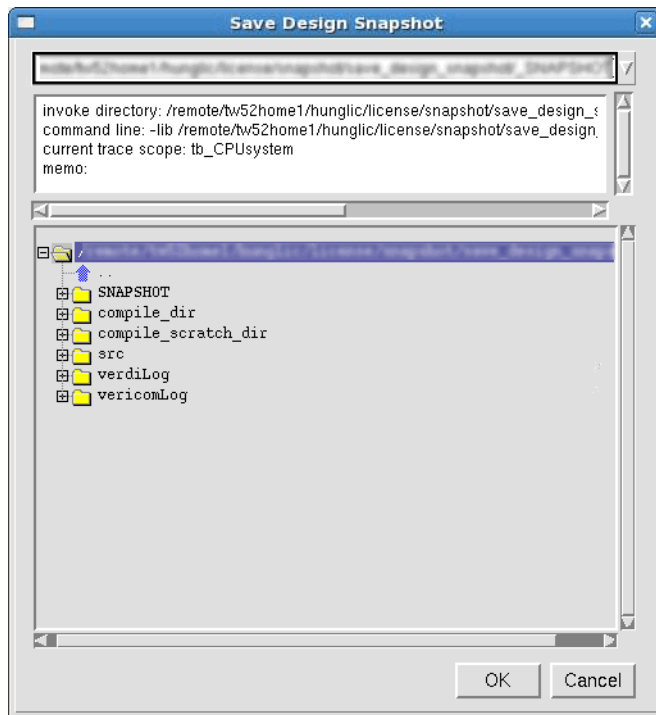 Save Design Snapshot
invoke directory: /remote/tw52home1/hunglic/license/snapshot/save_design_s
command line: -lib /remote/tw52home1/hunglic/license/snapshot/save_design_
current trace scope: tb_CPUsystem
memo:
/
..
SNAPSHOT
compile_dir
compile_scratch_dir
src
verdiLog
vericomLog
OK Cancel